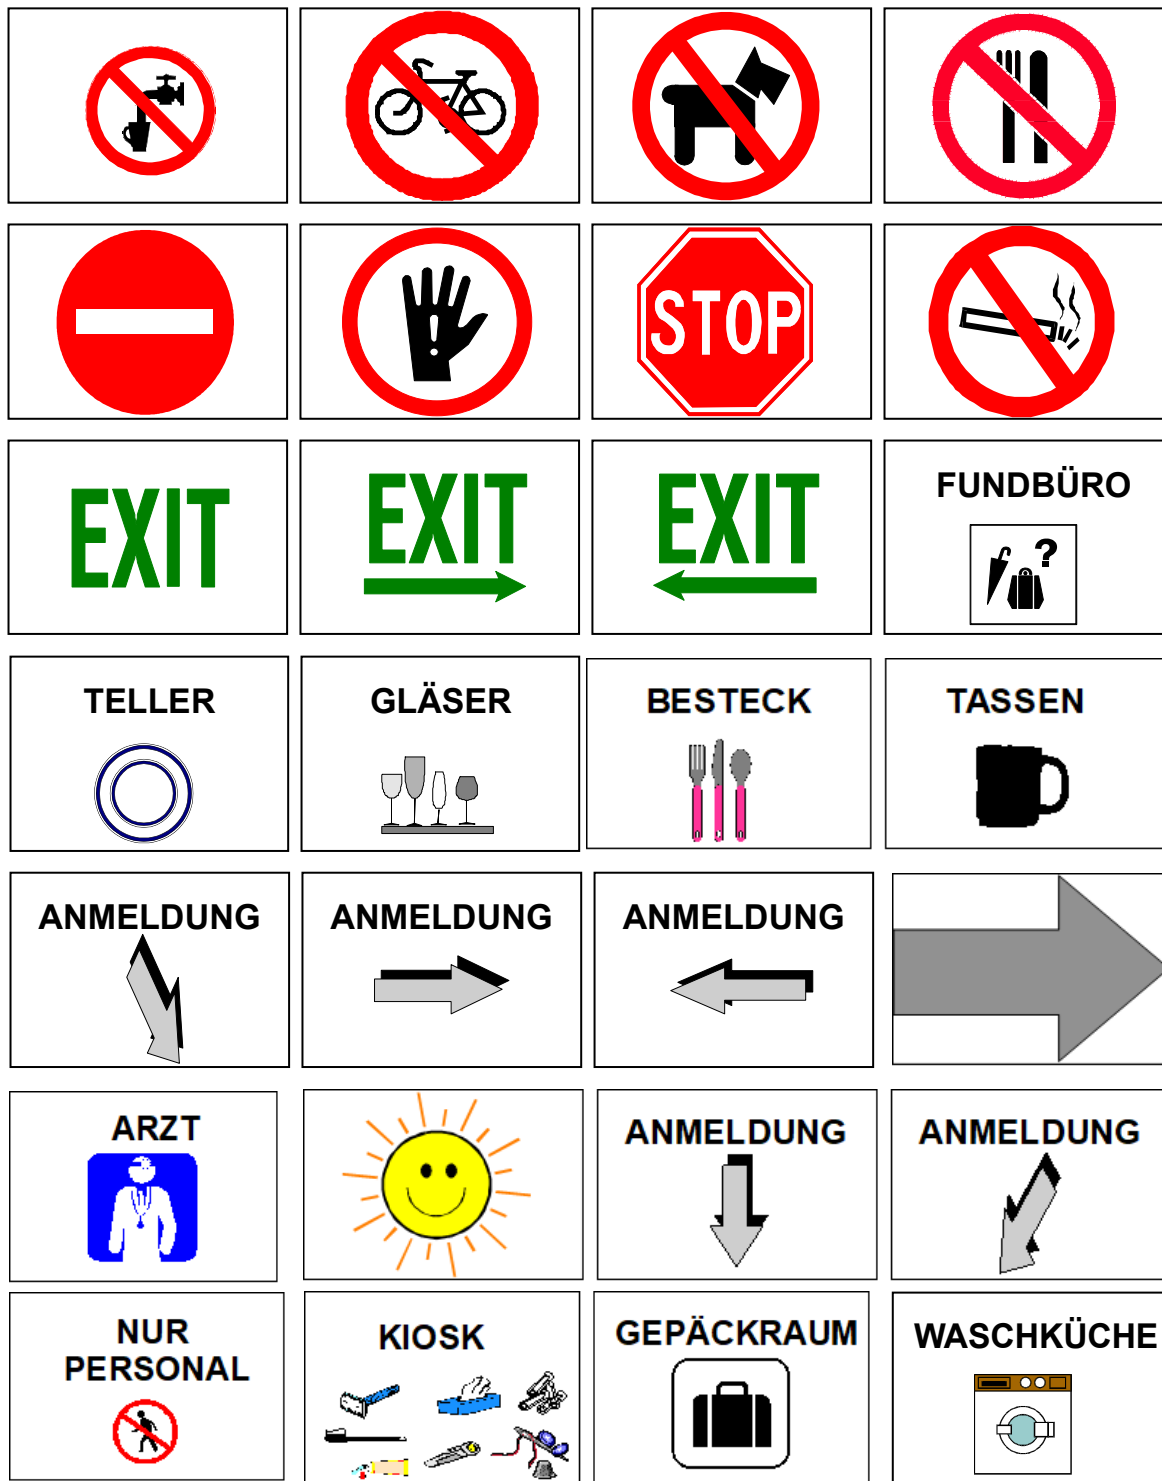 STOP
EXIT
EXIT
EXIT
FUNDBÜRO
?
TELLER
GLÄSER
BESTECK
TASSEN
ANMELDUNG
ANMELDUNG
ANMELDUNG
ARZT
ANMELDUNG
ANMELDUNG
NUR
PERSONAL
KIOSK
GEPÄCKRAUM
WASCHKÜCHE